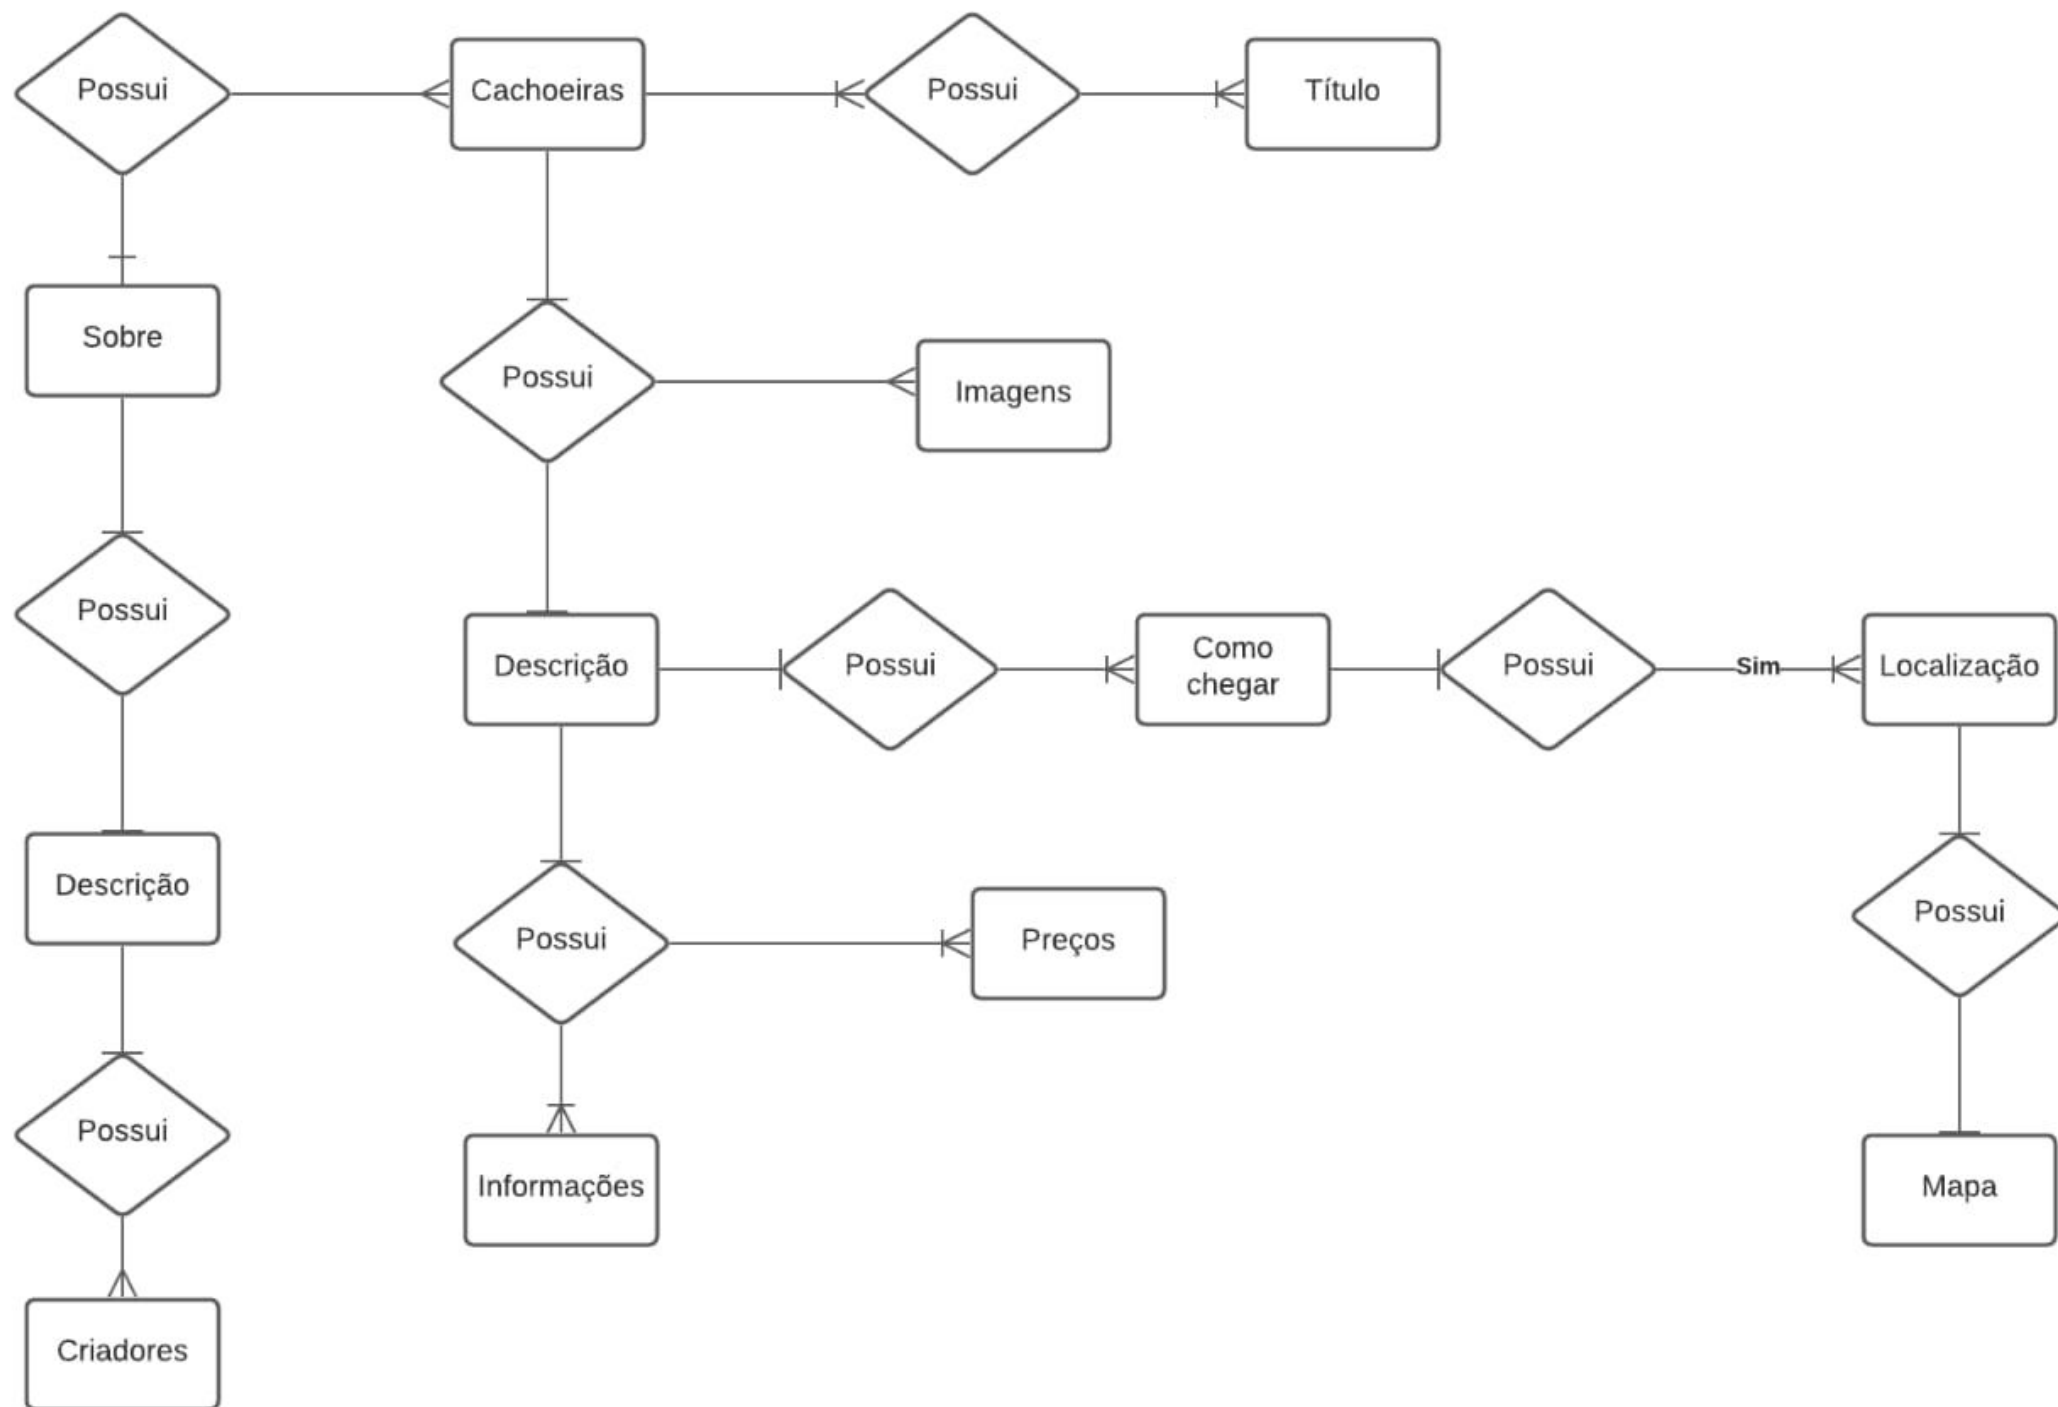 Possui
Cachoeiras
Possui
Título
Sobre
Possui
Imagens
Possui
Descrição
Possui
Como
chegar
Possui
Sim
Localização
Descrição
Possui
Preços
Possui
Possui
Informações
Mapa
Criadores